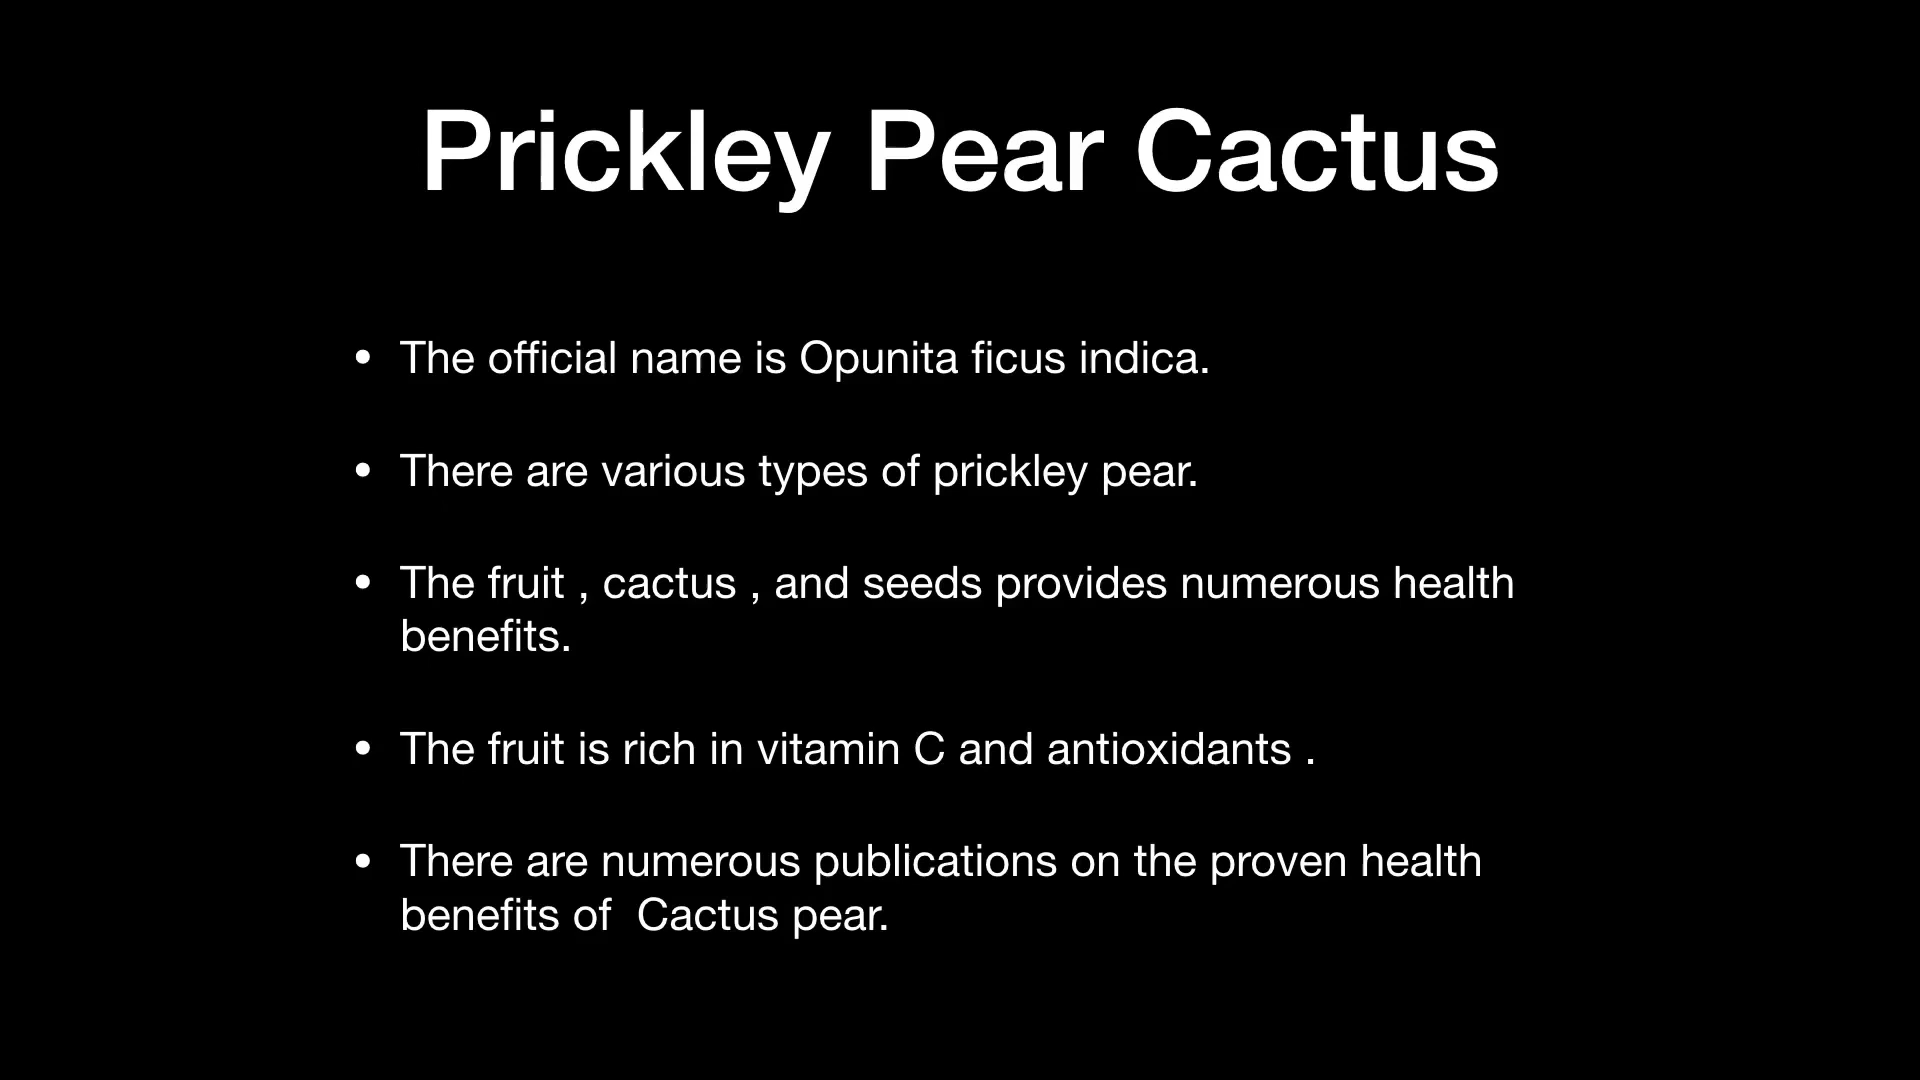 Prickley Pear Cactus
• The official name is Opunita ficus indica.
• There are various types of prickley pear.
• The fruit , cactus , and seeds provides numerous health
benefits.
• The fruit is rich in vitamin C and antioxidants .
• There are numerous publications on the proven health
benefits of  Cactus pear.